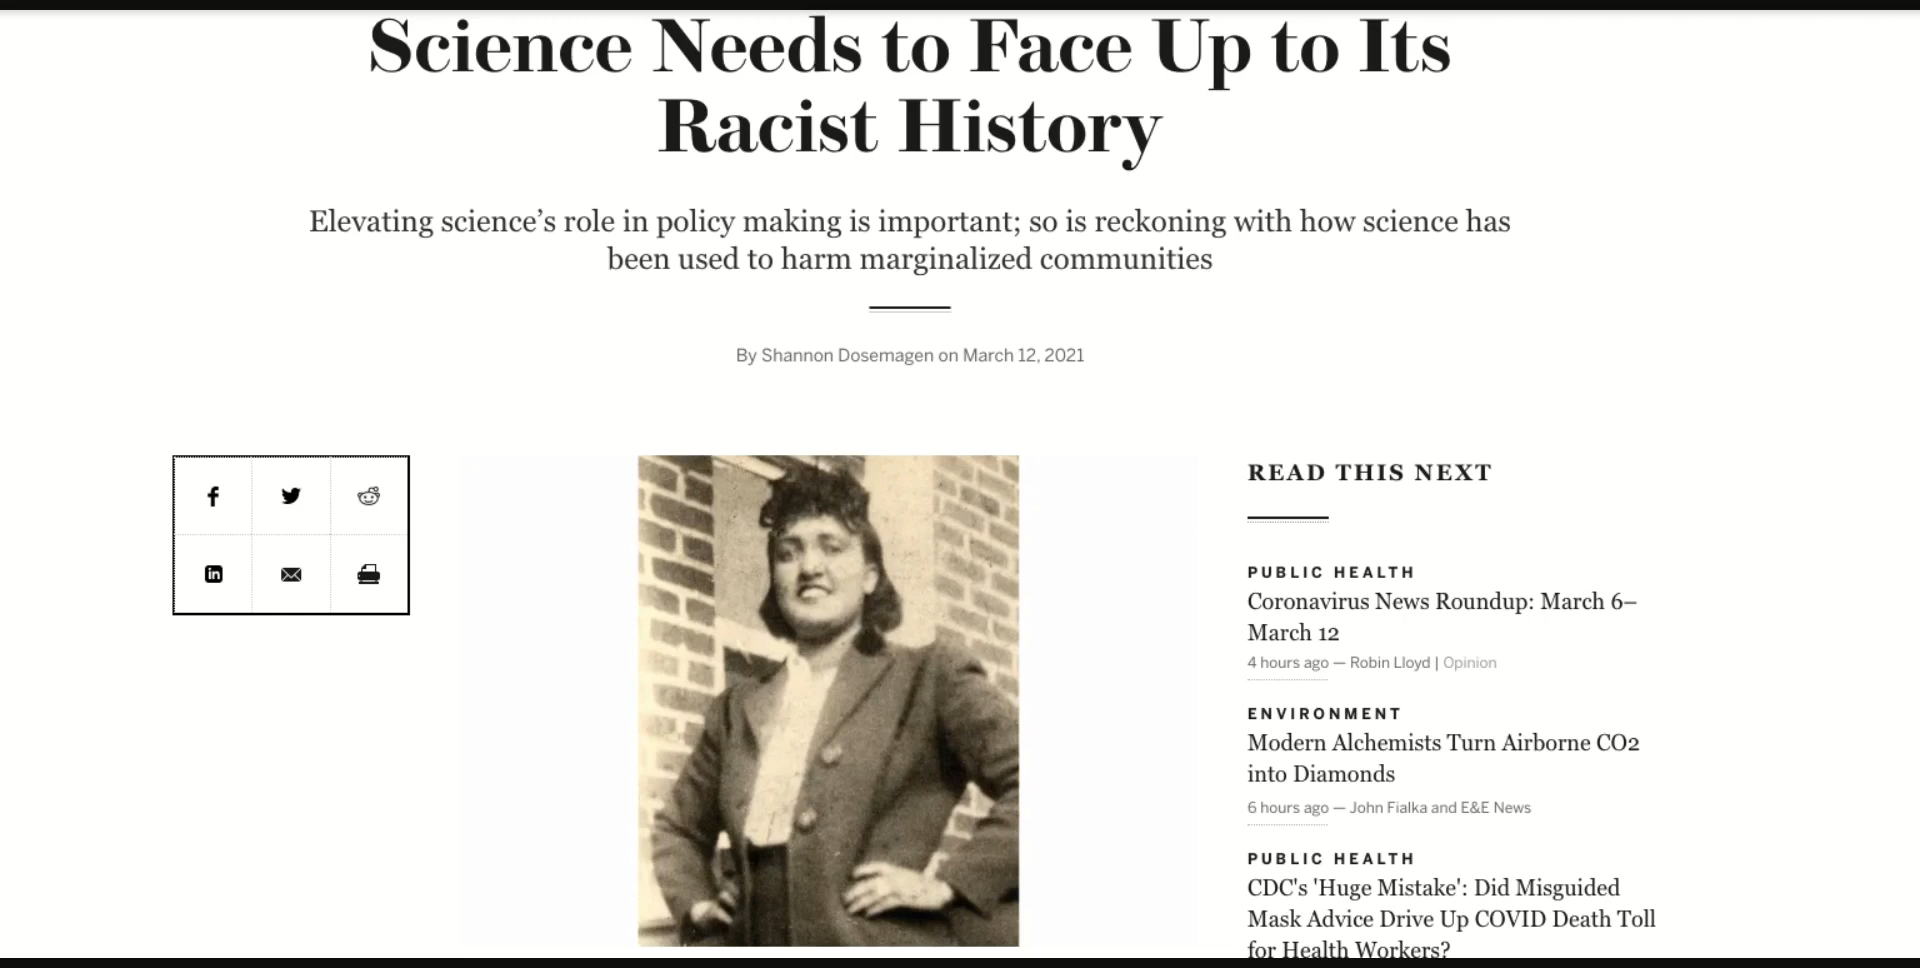 Science Needs to Face Up to Its
Racist History
Elevating science’s role in policy making is important; so is reckoning with how science has
been used to harm marginalized communities
By Shannon Dosemagen on March 12, 2021
READ THIS NEXT
PUBLIC HEALTH
Coronavirus News Roundup: March 6–
March 12
4 hours ago — Robin Lloyd | Opinion
ENVIRONMENT
Modern Alchemists Turn Airborne CO2
into Diamonds
6 hours ago — John Fialka and E&E News
PUBLIC HEALTH
CDC's 'Huge Mistake': Did Misguided
Mask Advice Drive Up COVID Death Toll
for Health Workers?